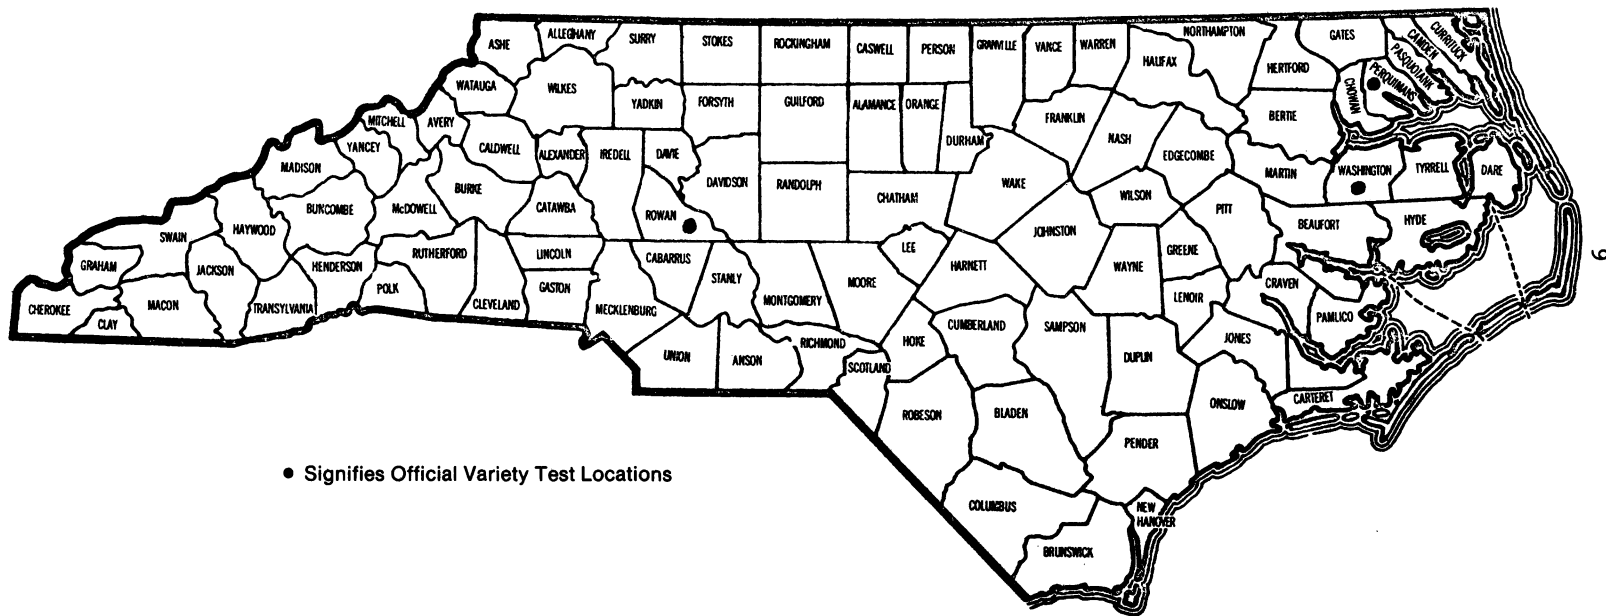 ASHE
ALLEGHANY
SURRY
STOKES
ROCKINGHAM
CASWELL
PERSON
GRANVILLE
VANCE
WARREN
NORTHAMPTON
HALIFAX
HERTFORD
GATES
CURRITUCK
CAMDEN
PASQUOTANK
PERQUIMANS
CHOWAN
WATAUGA
WILKES
YADKIN
FORSYTH
GUILFORD
ALAMANCE
ORANGE
DURHAM
FRANKLIN
NASH
EDGECOMBE
BERTIE
MARTIN
WASHINGTON
TYRRELL
DARE
MITCHELL
AVERY
YANCEY
CALDWELL
ALEXANDER
IREDELL
DAVIE
DAVIDSON
RANDOLPH
CHATHAM
WAKE
WILSON
PITT
BEAUFORT
HYDE
MADISON
BUNCOMBE
McDOWELL
BURKE
CATAWBA
ROWAN
JOHNSTON
GREENE
SWAIN
HAYWOOD
RUTHERFORD
LINCOLN
CABARRUS
STANLY
LEE
HARNETT
WAYNE
CRAVEN
9
GRAHAM
JACKSON
HENDERSON
POLK
CLEVELAND
GASTON
MECKLENBURG
MONTGOMERY
MOORE
LENOIR
PAMLICO
CHEROKEE
CLAY
MACON
TRANSYLVANIA
UNION
ANSON
RICHMOND
SCOTLAND
HOKE
CUMBERLAND
SAMPSON
DUPLIN
JONES
CARTERET
ROBESON
BLADEN
ONSLOW
PENDER
● Signifies Official Variety Test Locations
COLUMBUS
NEW
HANOVER
BRUNSWICK